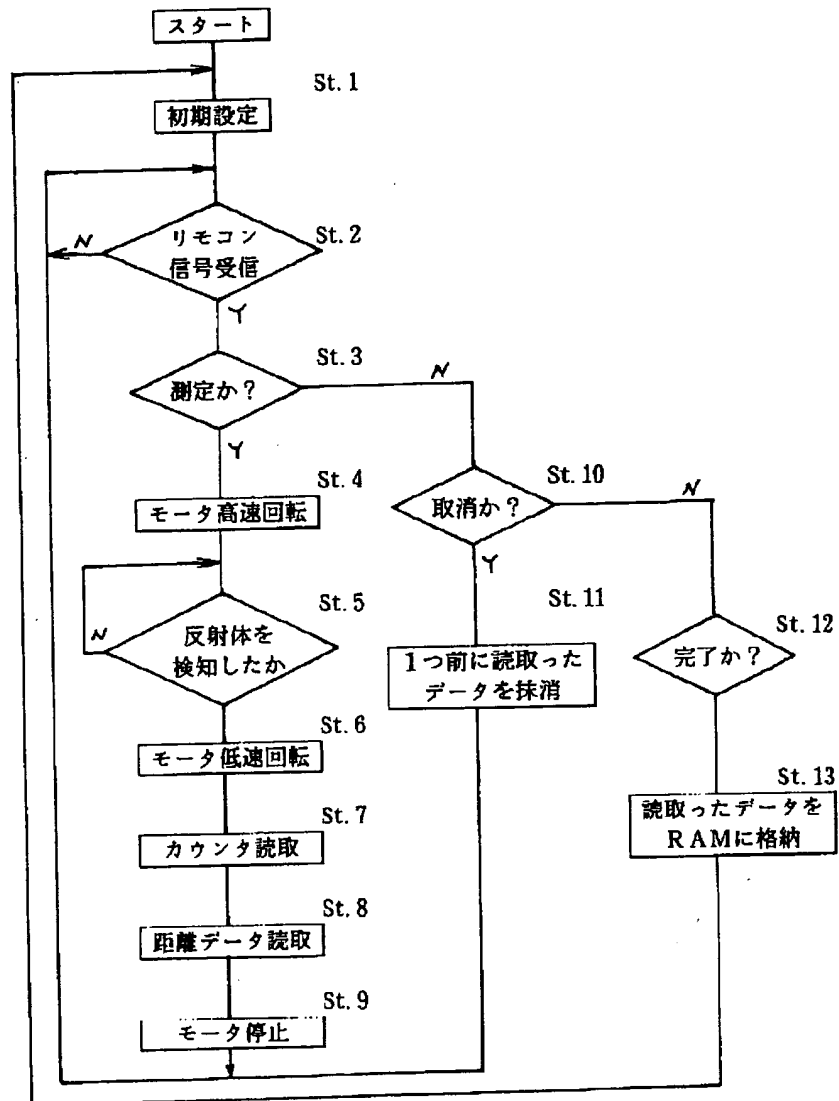 スタート
St. 1
初期設定
St. 2
リモコン
信号受信
N
Y
St. 3
測定か？
N
Y
St. 4
モータ高速回転
St. 5
反射体を
検知したか
N
St. 6
モータ低速回転
St. 7
カウンタ読取
St. 8
距離データ読取
St. 9
モータ停止
St. 10
取消か？
N
Y
St. 11
1つ前に読取った
データを抹消
St. 12
完了か？
St. 13
読取ったデータを
RAMに格納